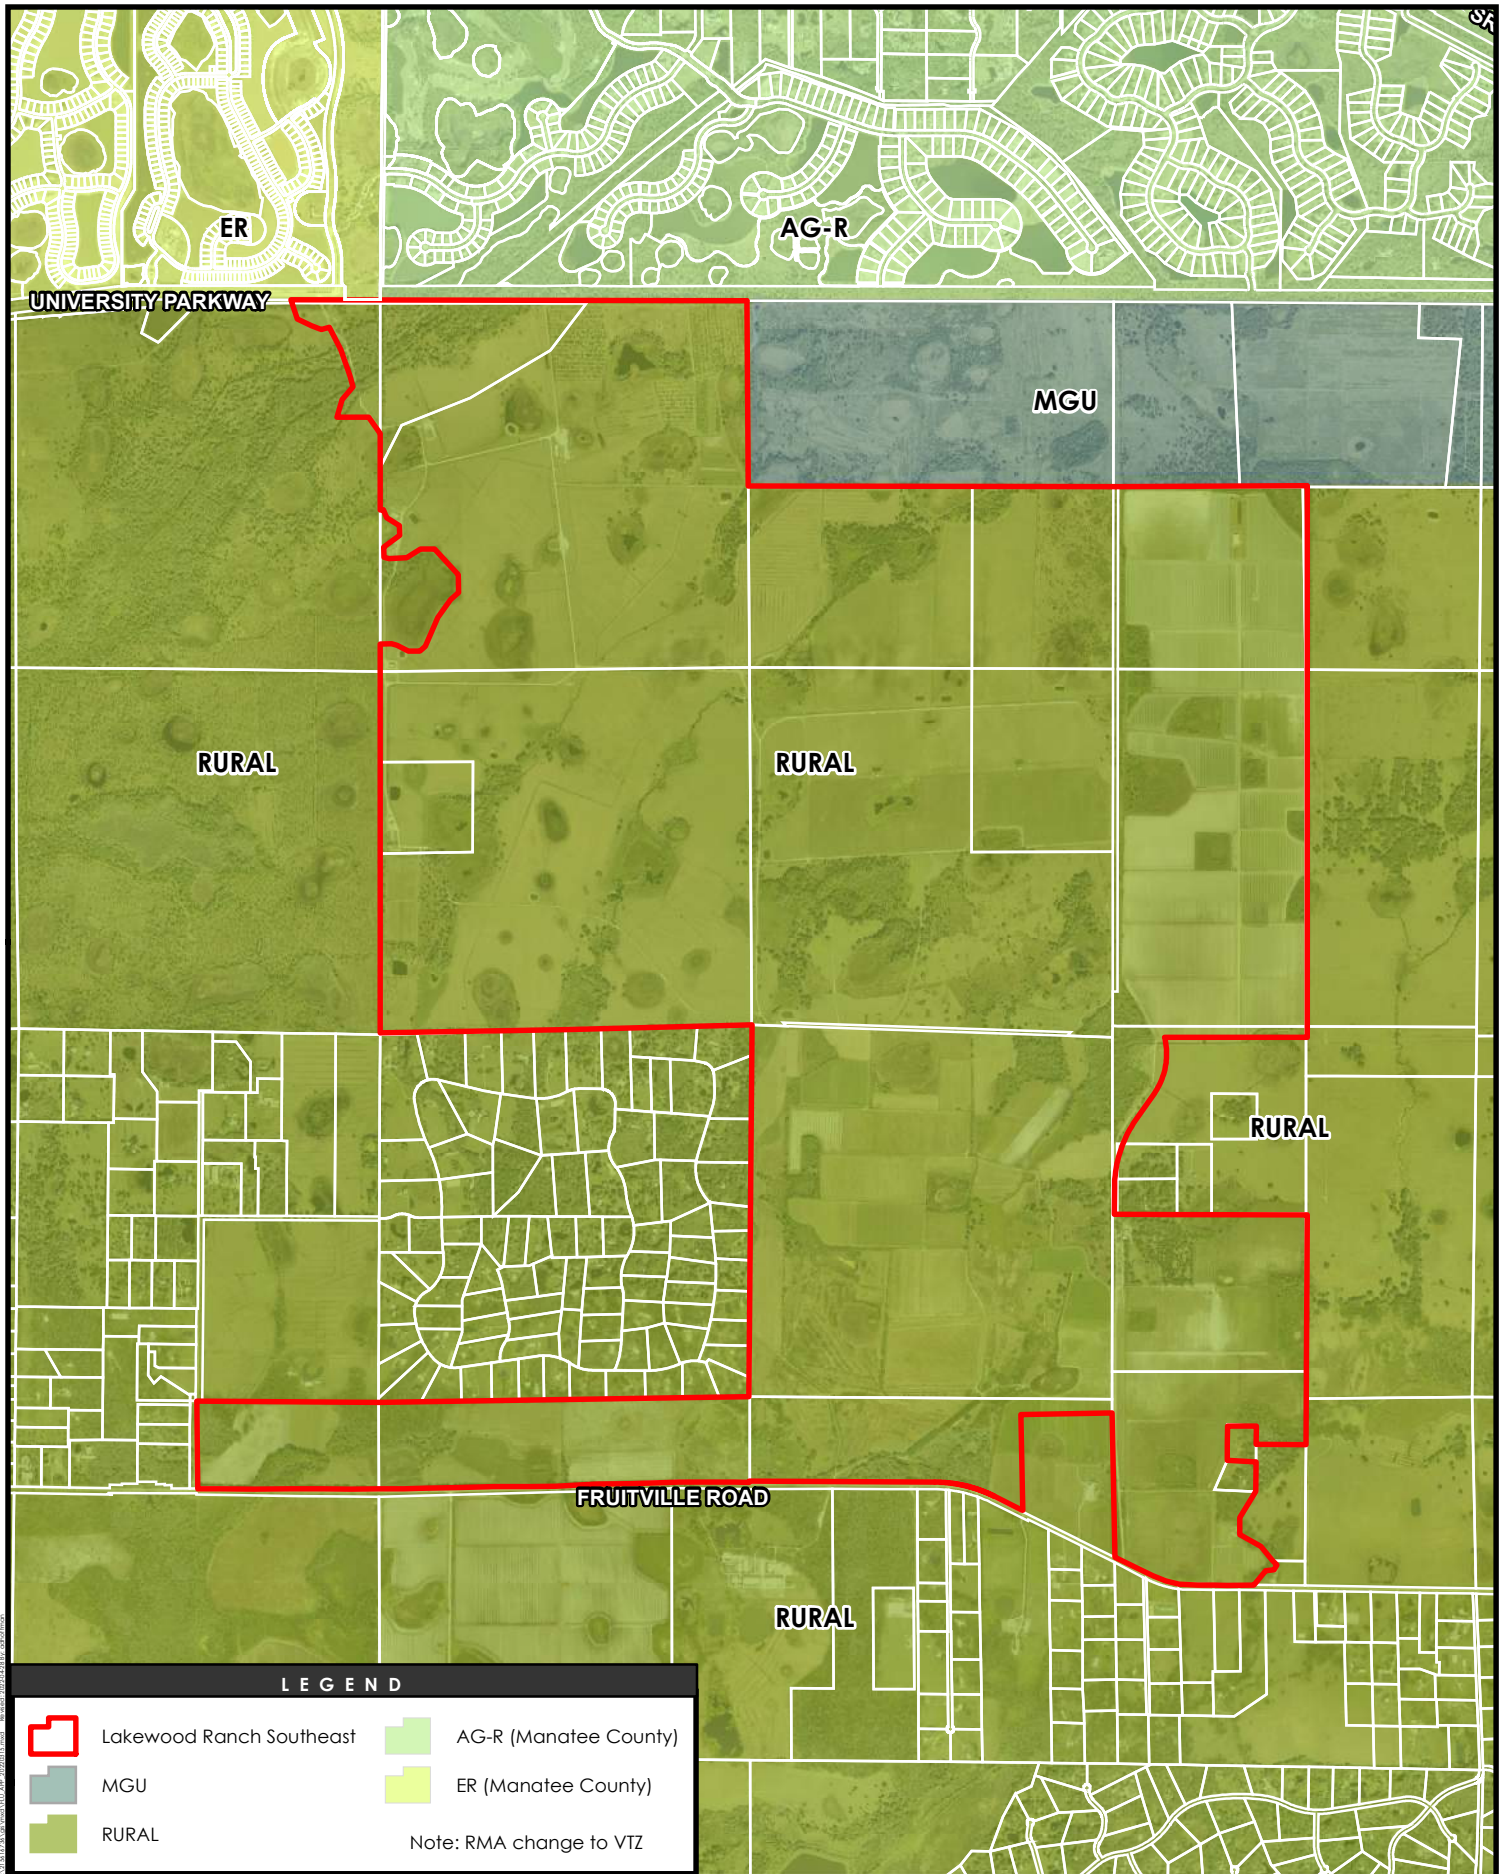 SR
ER
AG-R
UNIVERSITY PARKWAY
MGU
RURAL
RURAL
RURAL
FRUITVILLE ROAD
RURAL
LEGEND
Lakewood Ranch Southeast
AG-R (Manatee County)
MGU
ER (Manatee County)
RURAL
Note: RMA change to VTZ